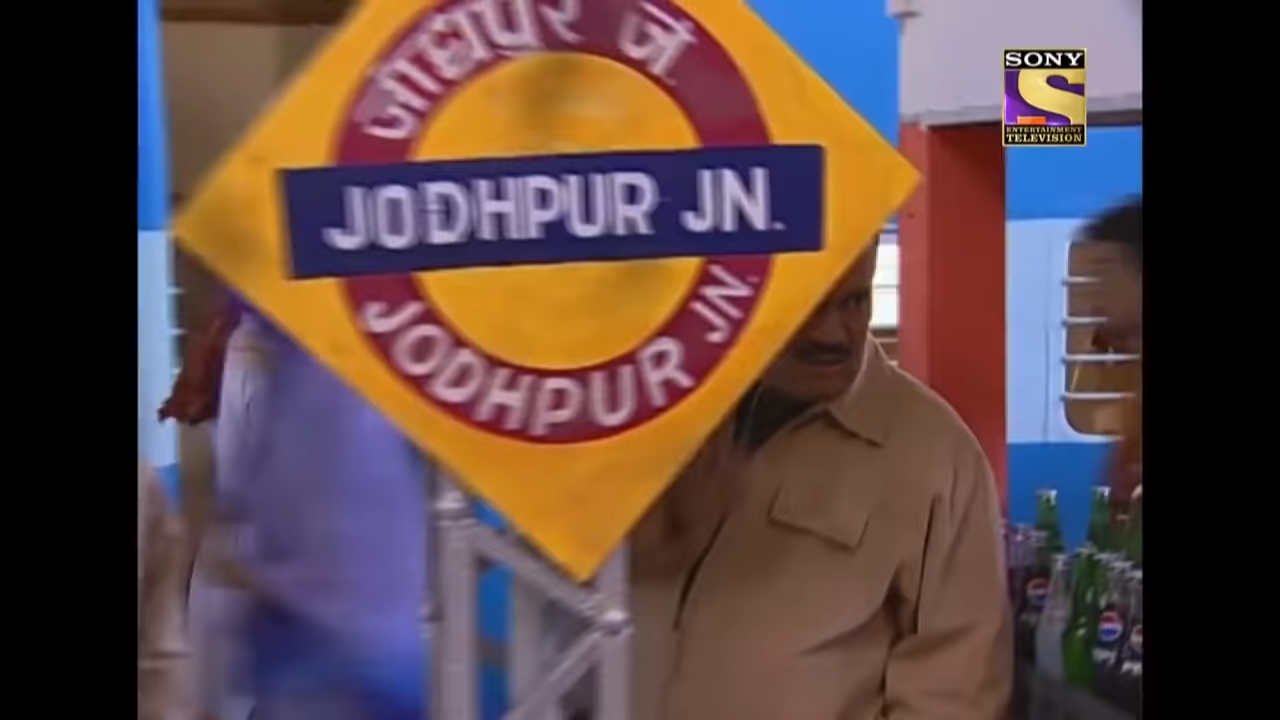 जोधपुर जं.
JODHPUR JN.
JODHPUR JN.
SONY
S
ENTERTAINMENT
TELEVISION